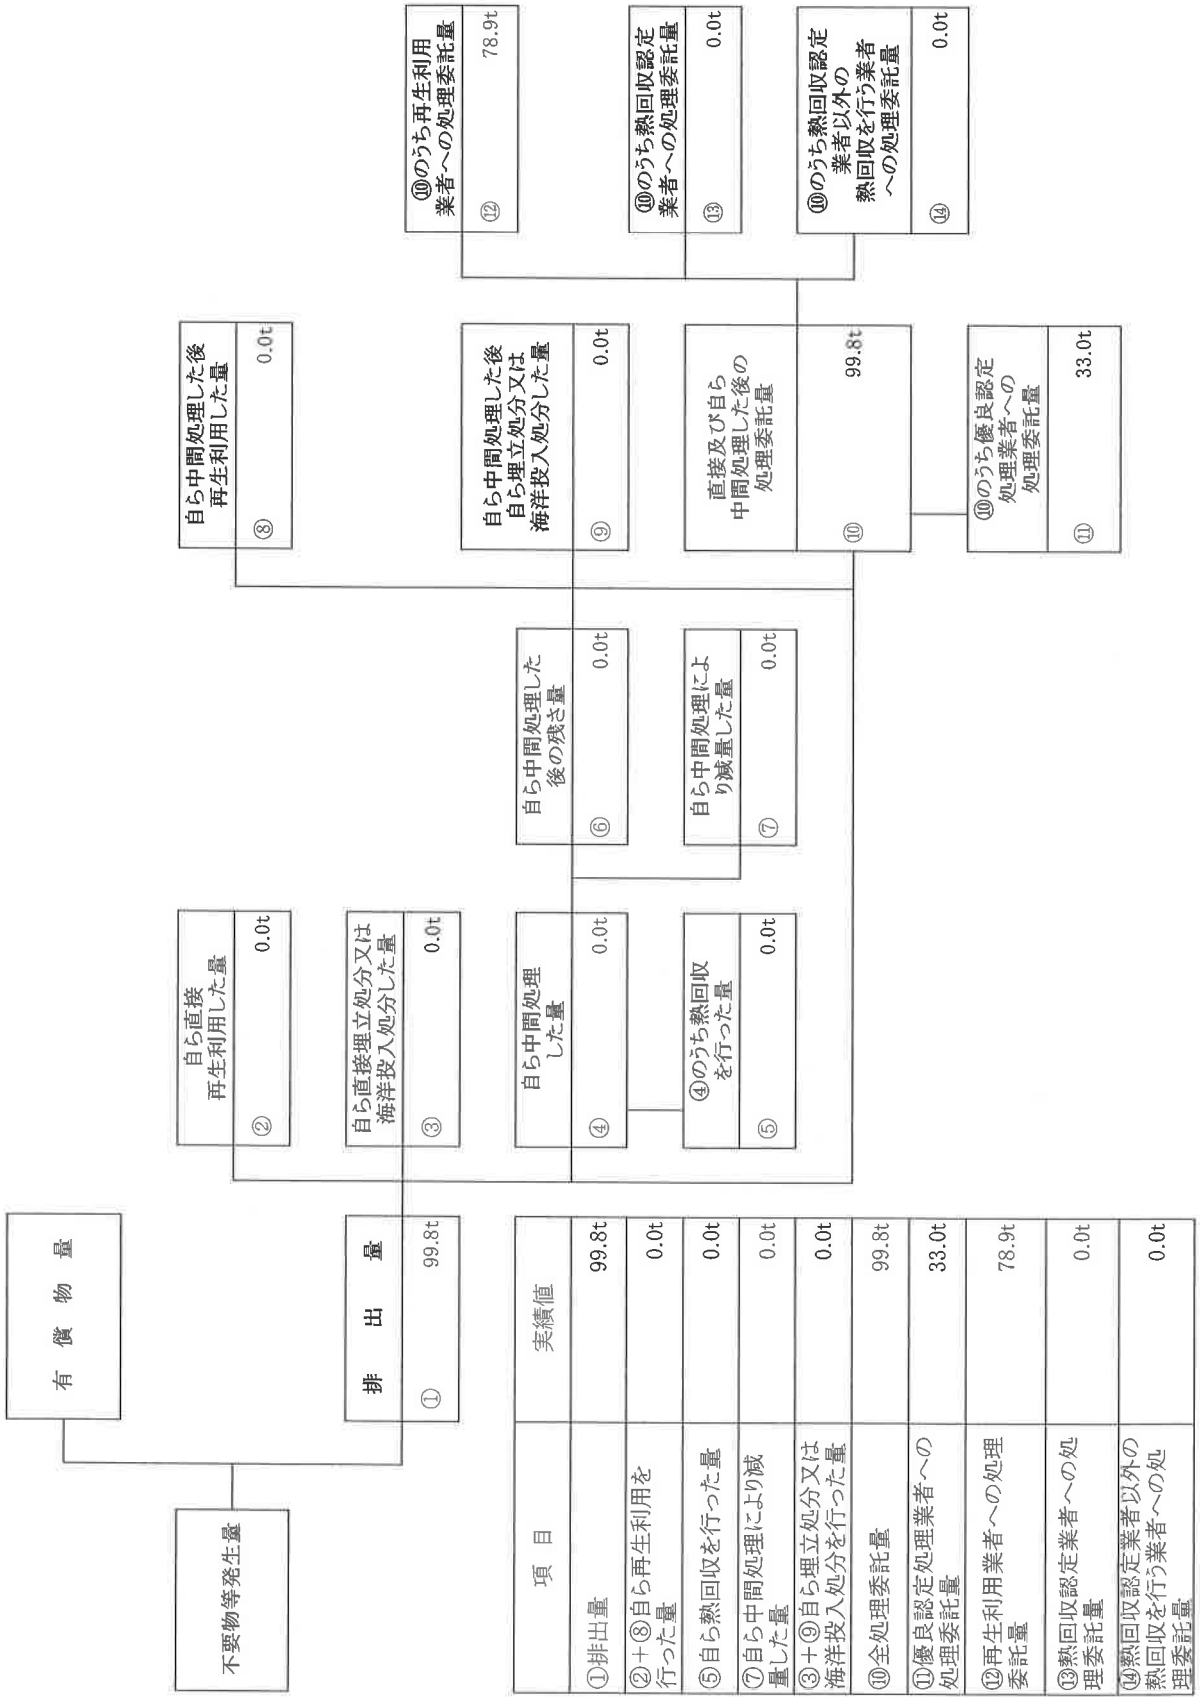 不要物等発生量
有 償 物 量
排 出 量
① 99.8t
自ら直接
再生利用した量
② 0.0t
自ら直接埋立処分又は
海洋投入処分した量
③ 0.0t
自ら中間処理
した量
④ 0.0t
④のうち熱回収
を行った量
⑤ 0.0t
自ら中間処理した
後の残さ量
⑥ 0.0t
自ら中間処理によ
り減量した量
⑦ 0.0t
自ら中間処理した後
再生利用した量
⑧ 0.0t
自ら中間処理した後
自ら埋立処分又は
海洋投入処分した量
⑨ 0.0t
直接及び自ら
中間処理した後の
処理委託量
⑩ 99.8t
⑩のうち優良認定
処理業者への
処理委託量
⑪ 33.0t
⑩のうち再生利用
業者への処理委託量
⑫ 78.9t
⑩のうち熱回収認定
業者への処理委託量
⑬ 0.0t
⑩のうち熱回収認定
業者以外の
熱回収を行う業者
への処理委託量
⑭ 0.0t
項 目 実績値
①排出量 99.8t
②+⑧自ら再生利用を
行った量 0.0t
⑤自ら熱回収を行った量 0.0t
⑦自ら中間処理により減
量した量 0.0t
③+⑨自ら埋立処分又は
海洋投入処分を行った量 0.0t
⑩全処理委託量 99.8t
⑪優良認定処理業者への
処理委託量 33.0t
⑫再生利用業者への処理
委託量 78.9t
⑬熱回収認定業者への処
理委託量 0.0t
⑭熱回収認定業者以外の
熱回収を行う業者への処
理委託量 0.0t